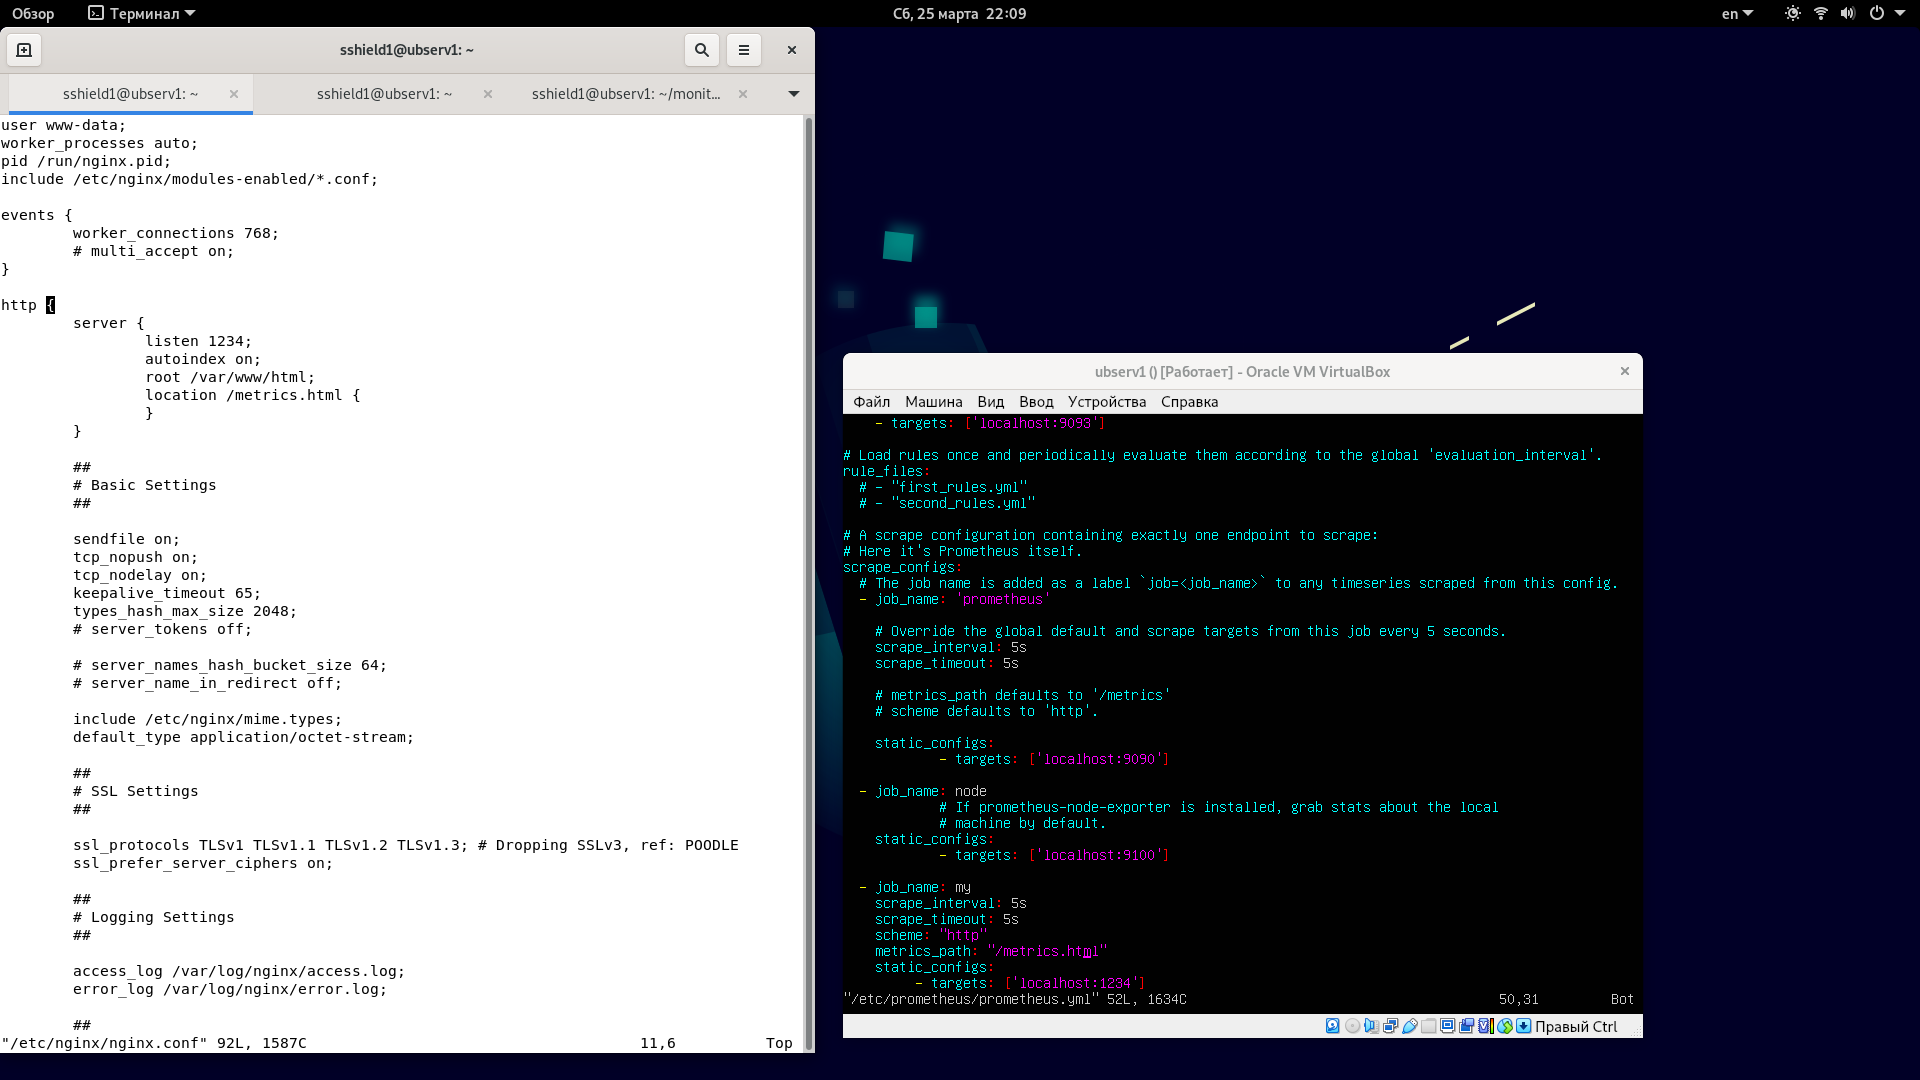 Обзор
Терминал
Сб, 25 марта 22:09
en
sshield1@ubserv1: ~
sshield1@ubserv1: ~
sshield1@ubserv1: ~
sshield1@ubserv1: ~/monit...
user www-data;
worker_processes auto;
pid /run/nginx.pid;
include /etc/nginx/modules-enabled/*.conf;
events {
worker_connections 768;
# multi_accept on;
}
http {
server {
listen 1234;
autoindex on;
root /var/www/html;
location /metrics.html {
}
}
##
# Basic Settings
##
sendfile on;
tcp_nopush on;
tcp_nodelay on;
keepalive_timeout 65;
types_hash_max_size 2048;
# server_tokens off;
# server_names_hash_bucket_size 64;
# server_name_in_redirect off;
include /etc/nginx/mime.types;
default_type application/octet-stream;
##
# SSL Settings
##
ssl_protocols TLSv1 TLSv1.1 TLSv1.2 TLSv1.3; # Dropping SSLv3, ref: POODLE
ssl_prefer_server_ciphers on;
##
# Logging Settings
##
access_log /var/log/nginx/access.log;
error_log /var/log/nginx/error.log;
##
"/etc/nginx/nginx.conf" 92L, 1587C 11,6 Top
ubserv1 () [Работает] - Oracle VM VirtualBox
Файл Машина Вид Ввод Устройства Справка
- targets: ['localhost:9093']
# Load rules once and periodically evaluate them according to the global 'evaluation_interval'.
rule_files:
# - "first_rules.yml"
# - "second_rules.yml"
# A scrape configuration containing exactly one endpoint to scrape:
# Here it's Prometheus itself.
scrape_configs:
# The job name is added as a label `job=<job_name>` to any timeseries scraped from this config.
- job_name: 'prometheus'
# Override the global default and scrape targets from this job every 5 seconds.
scrape_interval: 5s
scrape_timeout: 5s
# metrics_path defaults to '/metrics'
# scheme defaults to 'http'.
static_configs:
- targets: ['localhost:9090']
- job_name: node
# If prometheus-node-exporter is installed, grab stats about the local
# machine by default.
static_configs:
- targets: ['localhost:9100']
- job_name: my
scrape_interval: 5s
scrape_timeout: 5s
scheme: "http"
metrics_path: "/metrics.html"
static_configs:
- targets: ['localhost:1234']
"/etc/prometheus/prometheus.yml" 52L, 1634C 50,31 Bot
Правый Ctrl